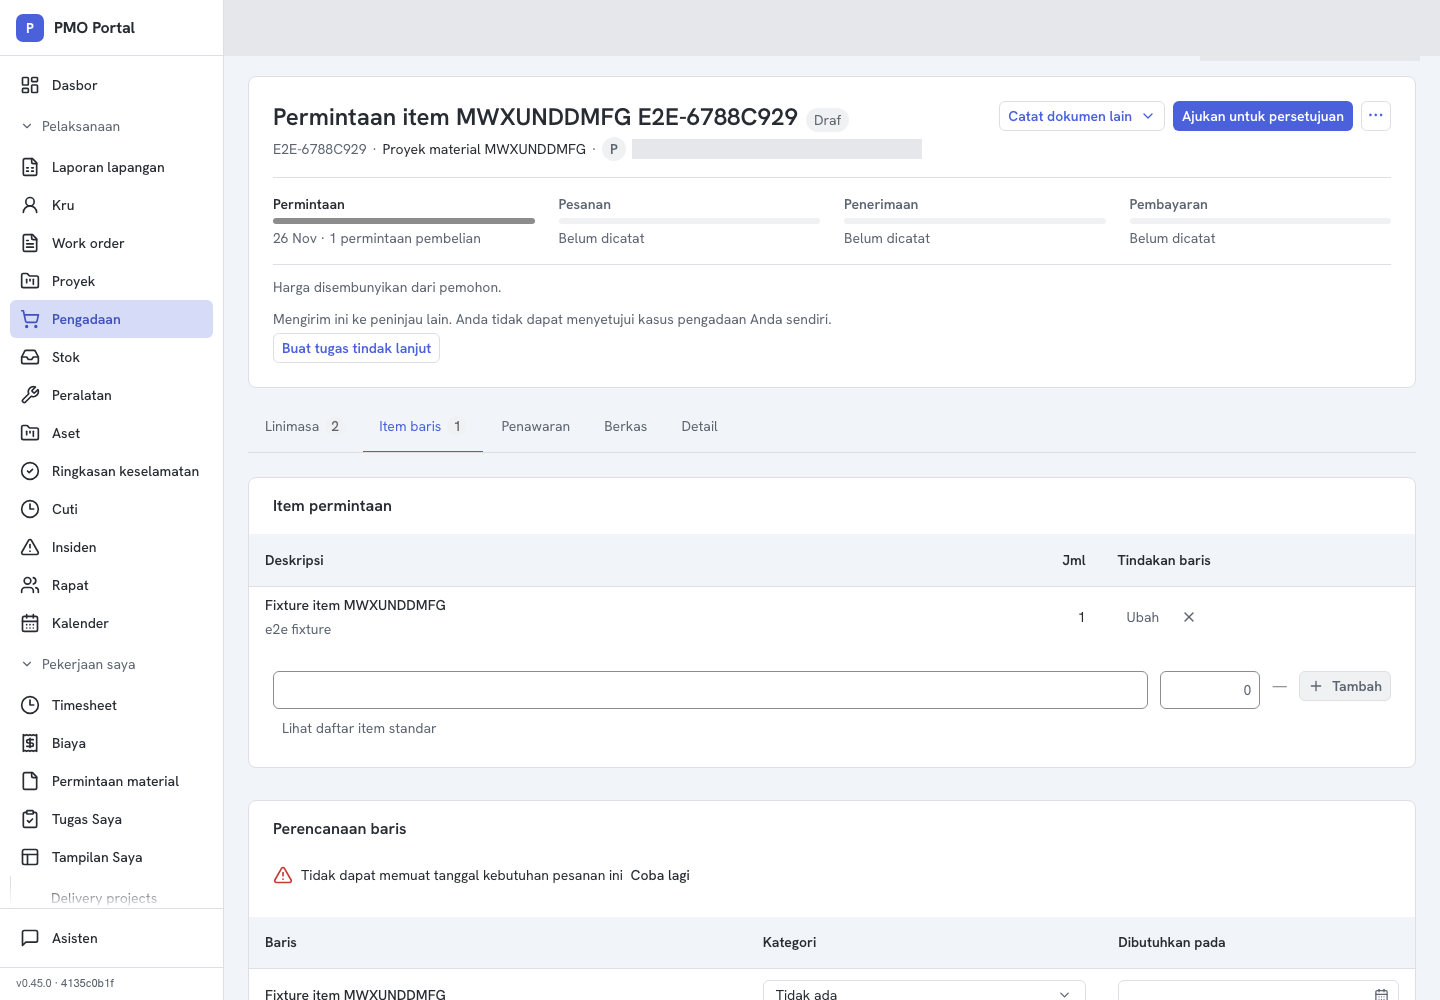 P PMO Portal
Dasbor
Pelaksanaan
Laporan lapangan
Kru
Work order
Proyek
Pengadaan
Stok
Peralatan
Aset
Ringkasan keselamatan
Cuti
Insiden
Rapat
Kalender
Pekerjaan saya
Timesheet
Biaya
Permintaan material
Tugas Saya
Tampilan Saya
Delivery projects
Asisten
v0.45.0 · 4135c0b1f
Permintaan item MWXUNDDMFG E2E-6788C929 Draf
Catat dokumen lain Ajukan untuk persetujuan
E2E-6788C929 · Proyek material MWXUNDDMFG · P
Permintaan Pesanan Penerimaan Pembayaran
26 Nov · 1 permintaan pembelian Belum dicatat Belum dicatat Belum dicatat
Harga disembunyikan dari pemohon.
Mengirim ini ke peninjau lain. Anda tidak dapat menyetujui kasus pengadaan Anda sendiri.
Buat tugas tindak lanjut
Linimasa 2 Item baris 1 Penawaran Berkas Detail
Item permintaan
Deskripsi Jml Tindakan baris
Fixture item MWXUNDDMFG
e2e fixture
1 Ubah
0 — Tambah
Lihat daftar item standar
Perencanaan baris
Tidak dapat memuat tanggal kebutuhan pesanan ini Coba lagi
Baris Kategori Dibutuhkan pada
Fixture item MWXUNDDMFG Tidak ada